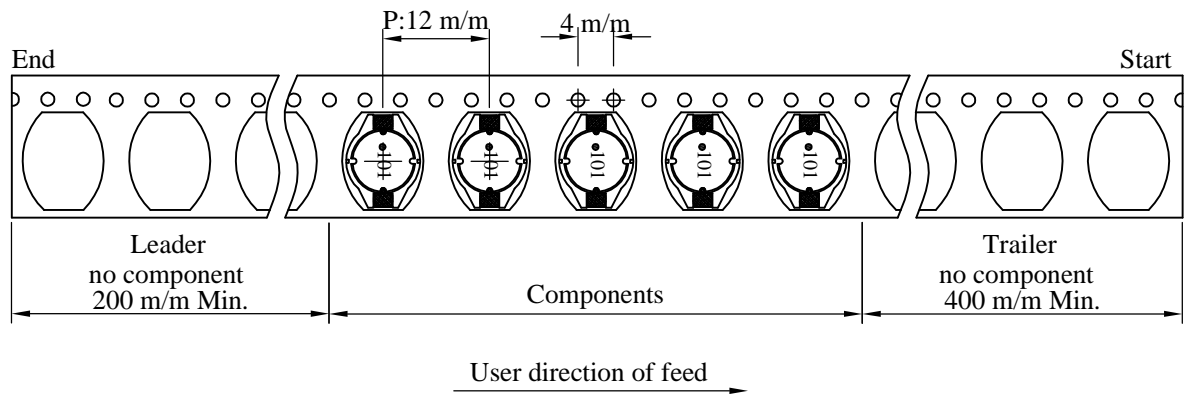 P:12 m/m
4 m/m
End
Start
101
101
101
101
101
Leader
no component
200 m/m Min.
Components
Trailer
no component
400 m/m Min.
User direction of feed